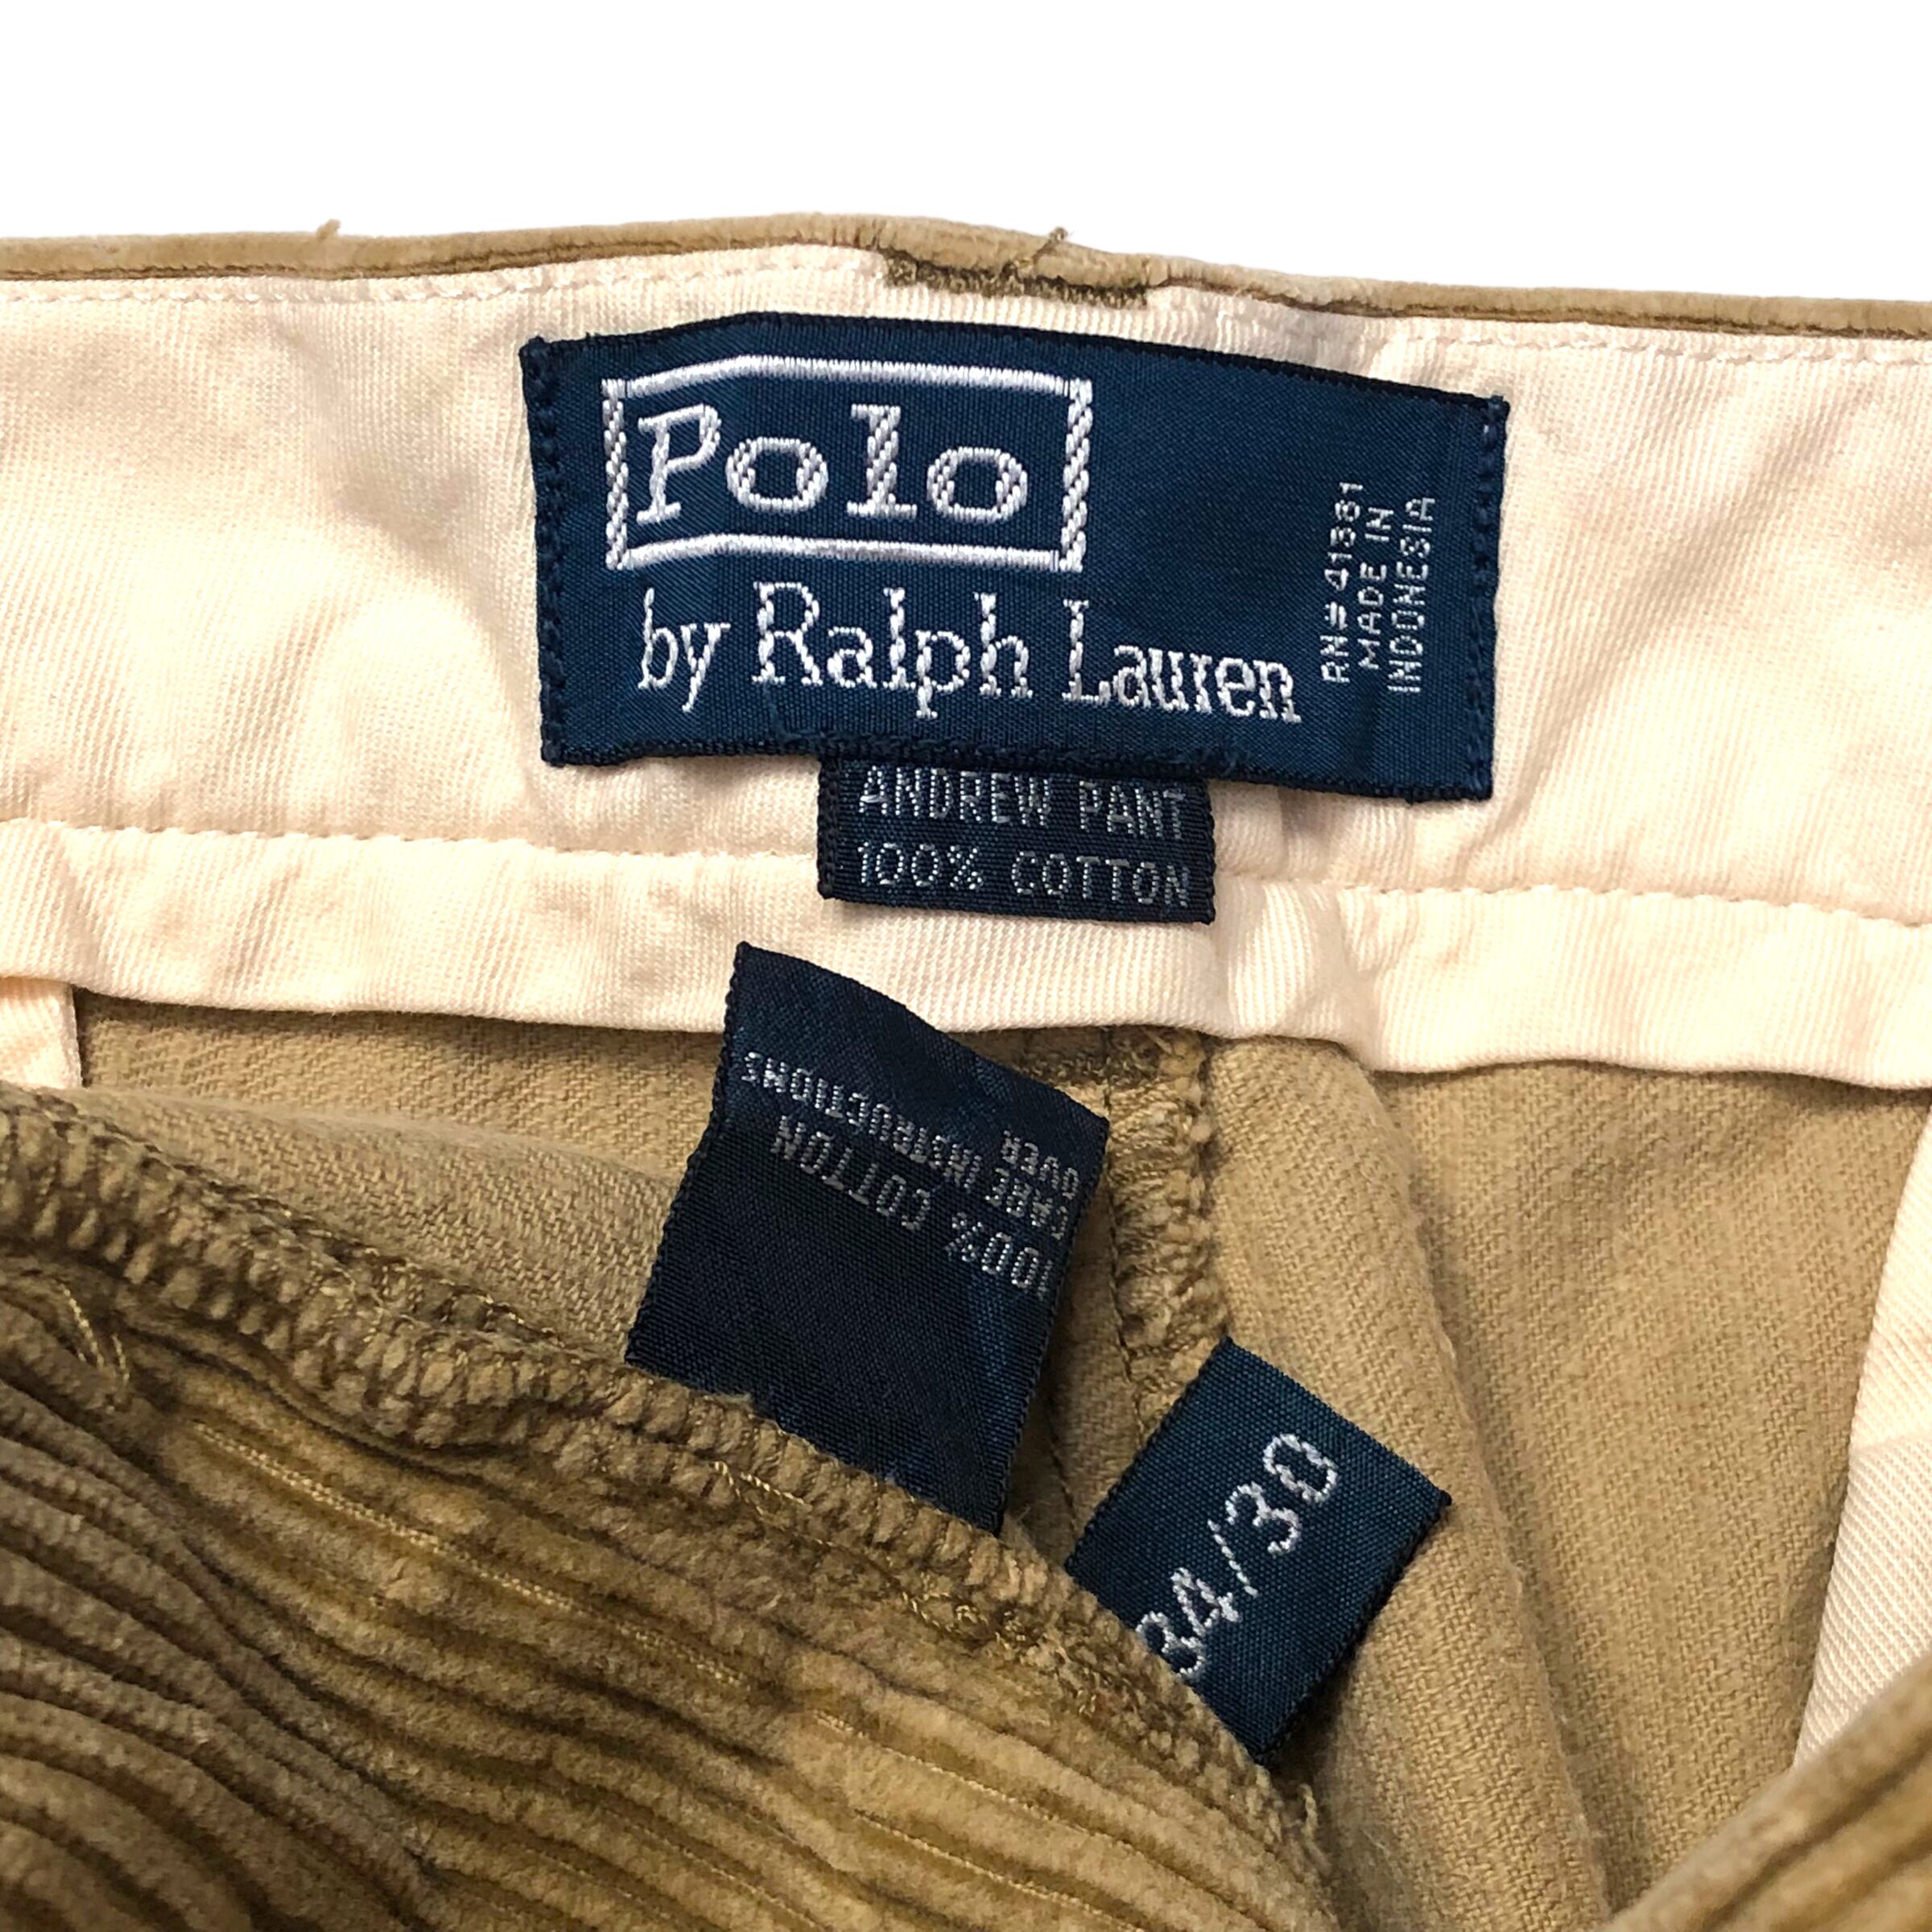 Polo
by Ralph Lauren
RN#41381
MADE IN
INDONESIA
ANDREW PANT
100% COTTON
100% COTTON
CARE INSTRUCTIONS
OVER
34/30